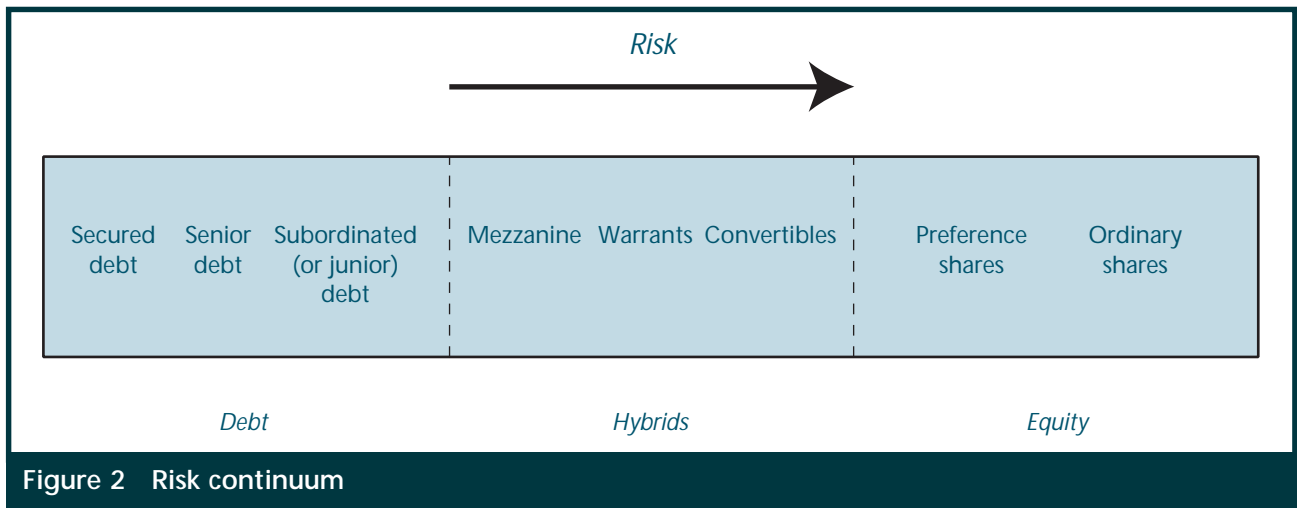 Risk
Secured
debt
Senior
debt
Subordinated
(or junior)
debt
Mezzanine
Warrants
Convertibles
Preference
shares
Ordinary
shares
Debt
Hybrids
Equity
Figure 2 Risk continuum